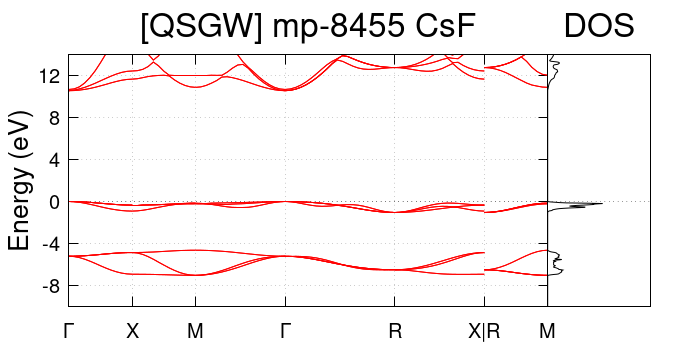 [QSGW] mp-8455 CsF DOS
Energy (eV)
12
8
4
0
-4
-8
Γ X M Γ R X|R M